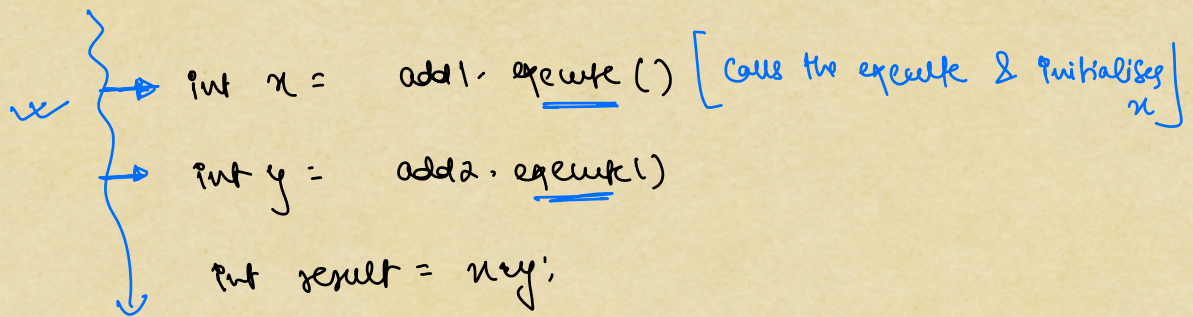 int x = add1.execute() [calls the execute & initialises x]
int y = add2.execute()
int result = x+y;